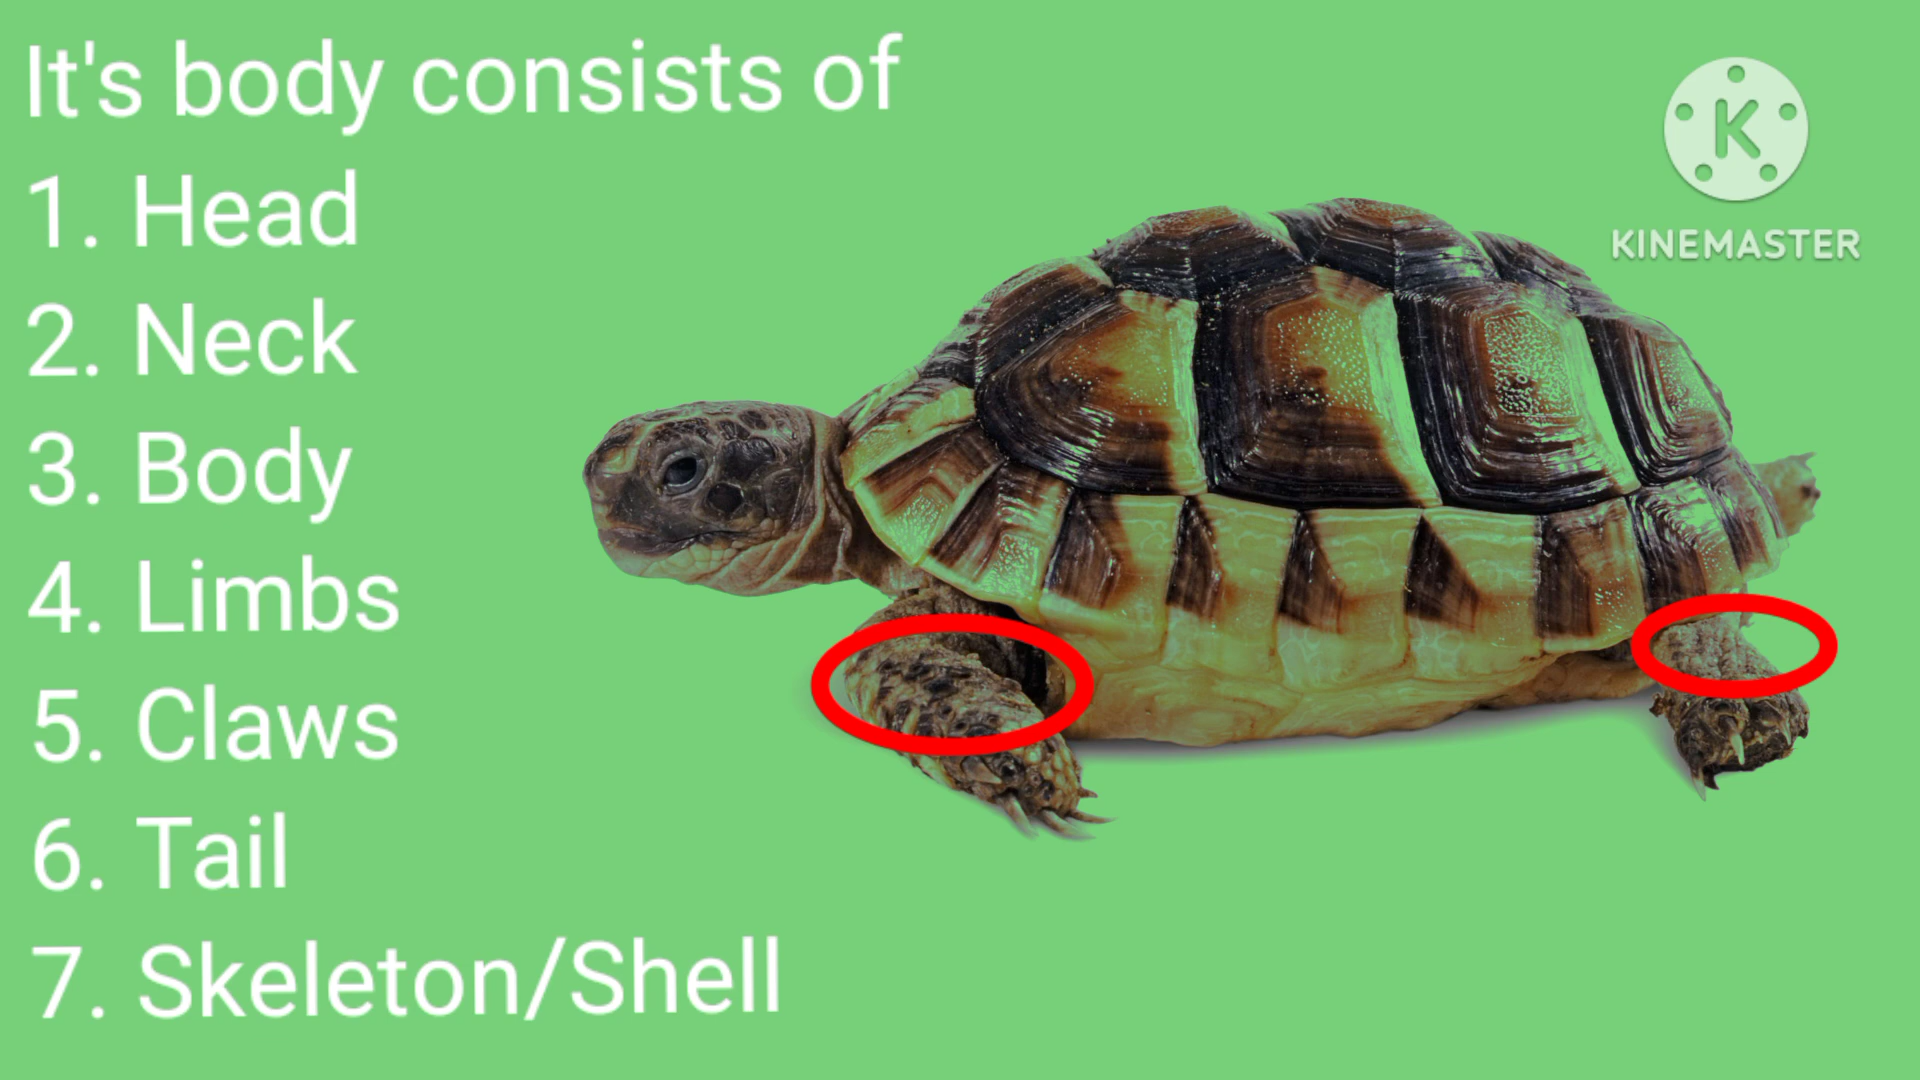 It's body consists of
1. Head
2. Neck
3. Body
4. Limbs
5. Claws
6. Tail
7. Skeleton/Shell
K
KINEMASTER